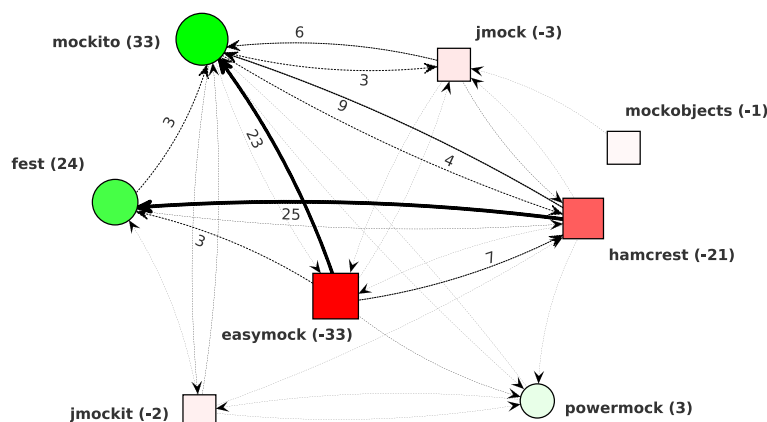 mockito (33)
6
jmock (-3)
3
9
mockobjects (-1)
3
23
4
fest (24)
25
3
7
hamcrest (-21)
easymock (-33)
jmockit (-2)
powermock (3)